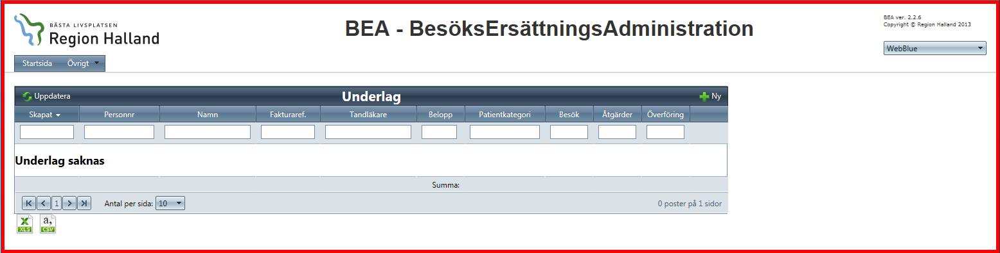 BÄSTA LIVSPLATSEN
Region Halland
BEA - BesöksErsättningsAdministration
BEA ver. 2.2.6
Copyright © Region Halland 2013
WebBlue
Startsida Övrigt
Uppdatera Underlag Ny
Skapat Personnr Namn Fakturaref. Tandläkare Belopp Patientkategori Besök Åtgärder Överföring
Underlag saknas
Summa:
1 Antal per sida: 10 0 poster på 1 sidor
XLS a, CSV